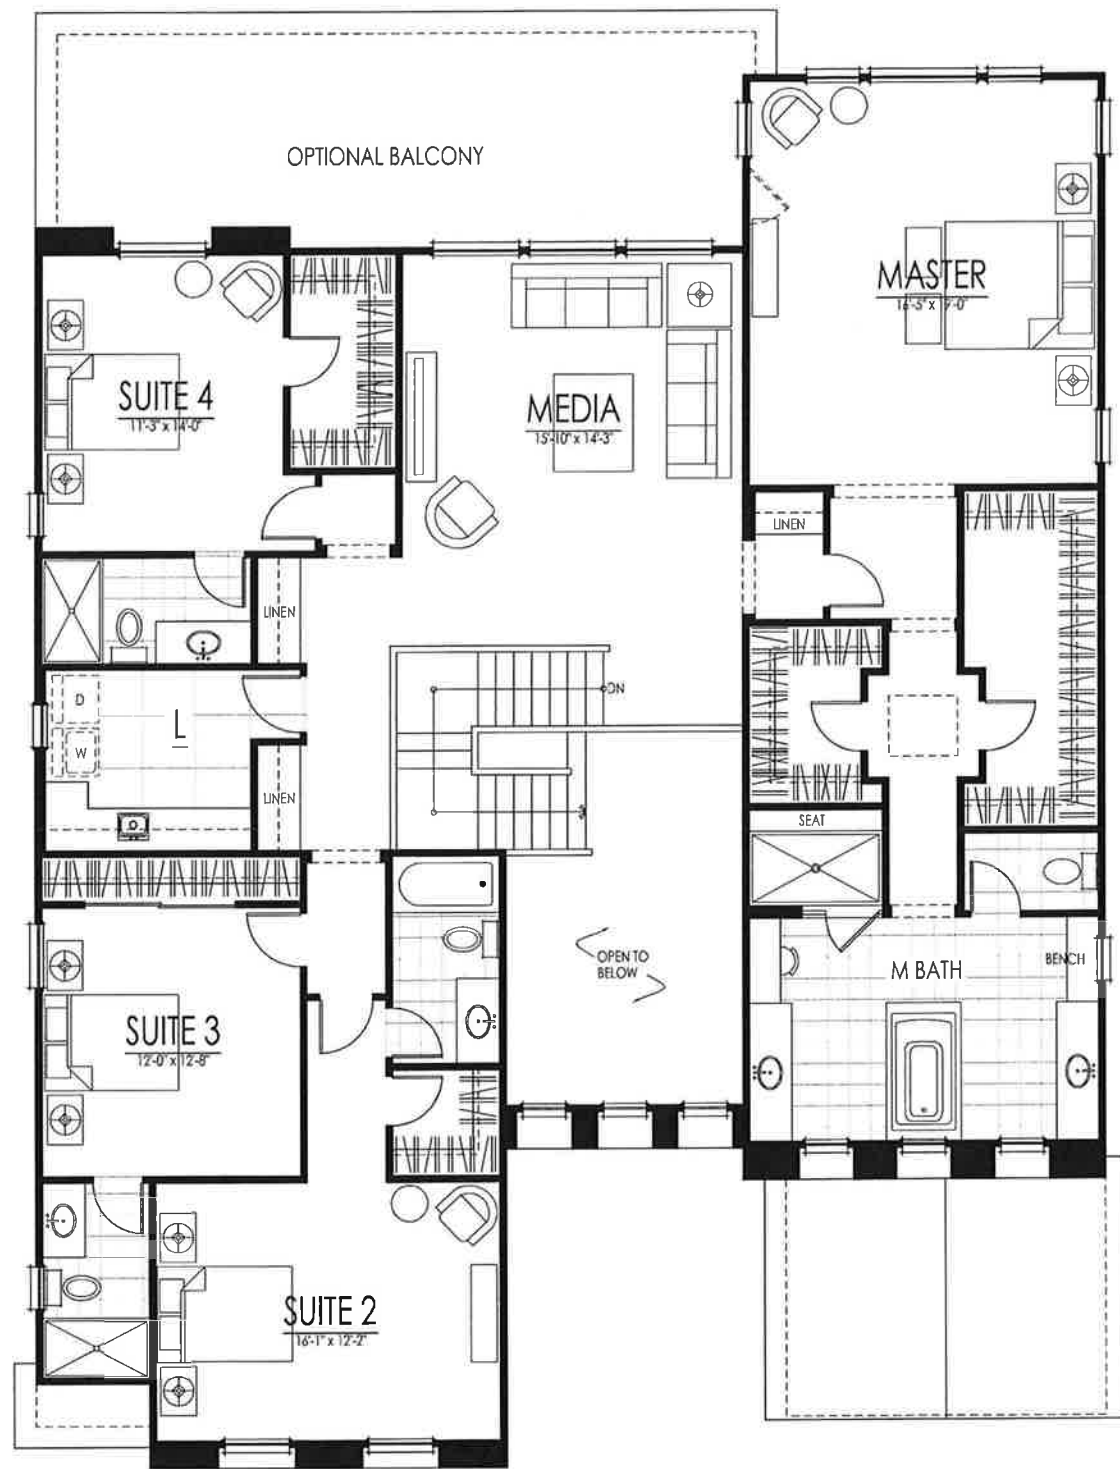 OPTIONAL BALCONY
MASTER
SUITE 4
11'-3" x 14'-0"
MEDIA
15'-10" x 14'-3"
LINEN
LINEN
D
W
L
DN
LINEN
SEAT
OPEN TO
BELOW
M BATH
BENCH
SUITE 3
12'-0" x 12'-8"
SUITE 2
16'-1" x 12'-2"